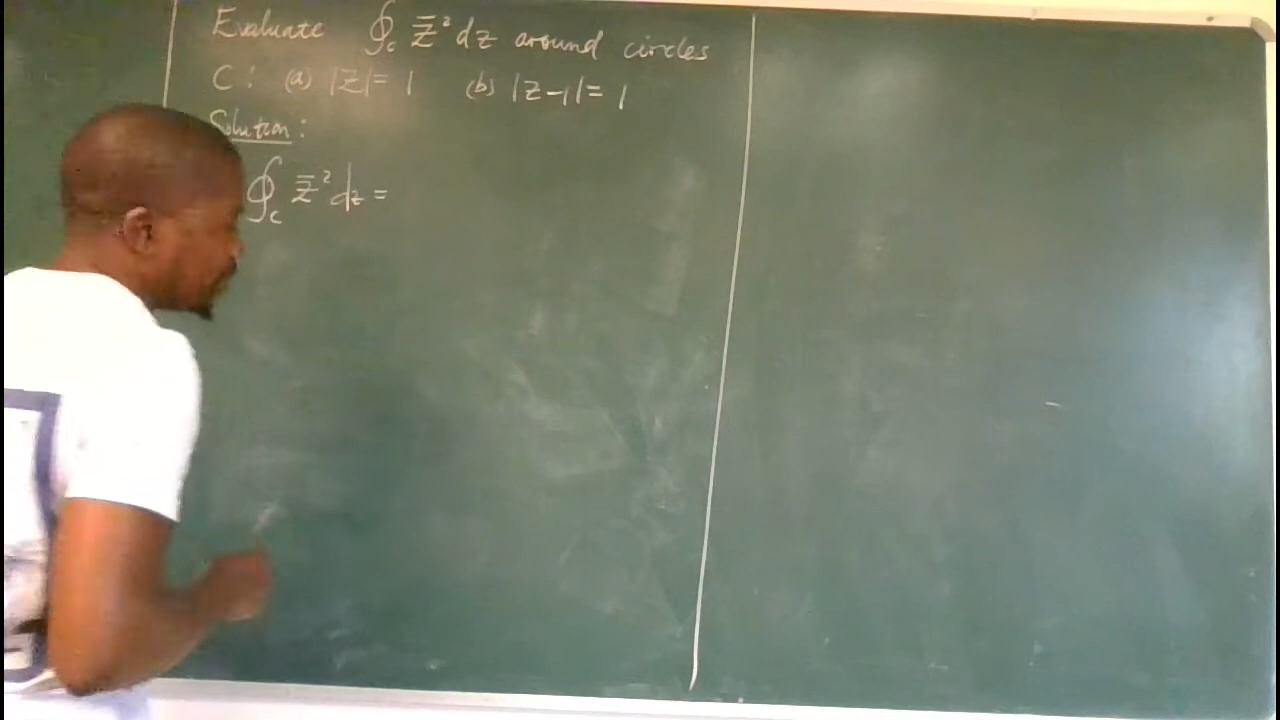 Evaluate ∮_c z̄² dz around circles
C: (a) |z|= 1 (b) |z-1|= 1
Solution:
∮_c z̄² dz =